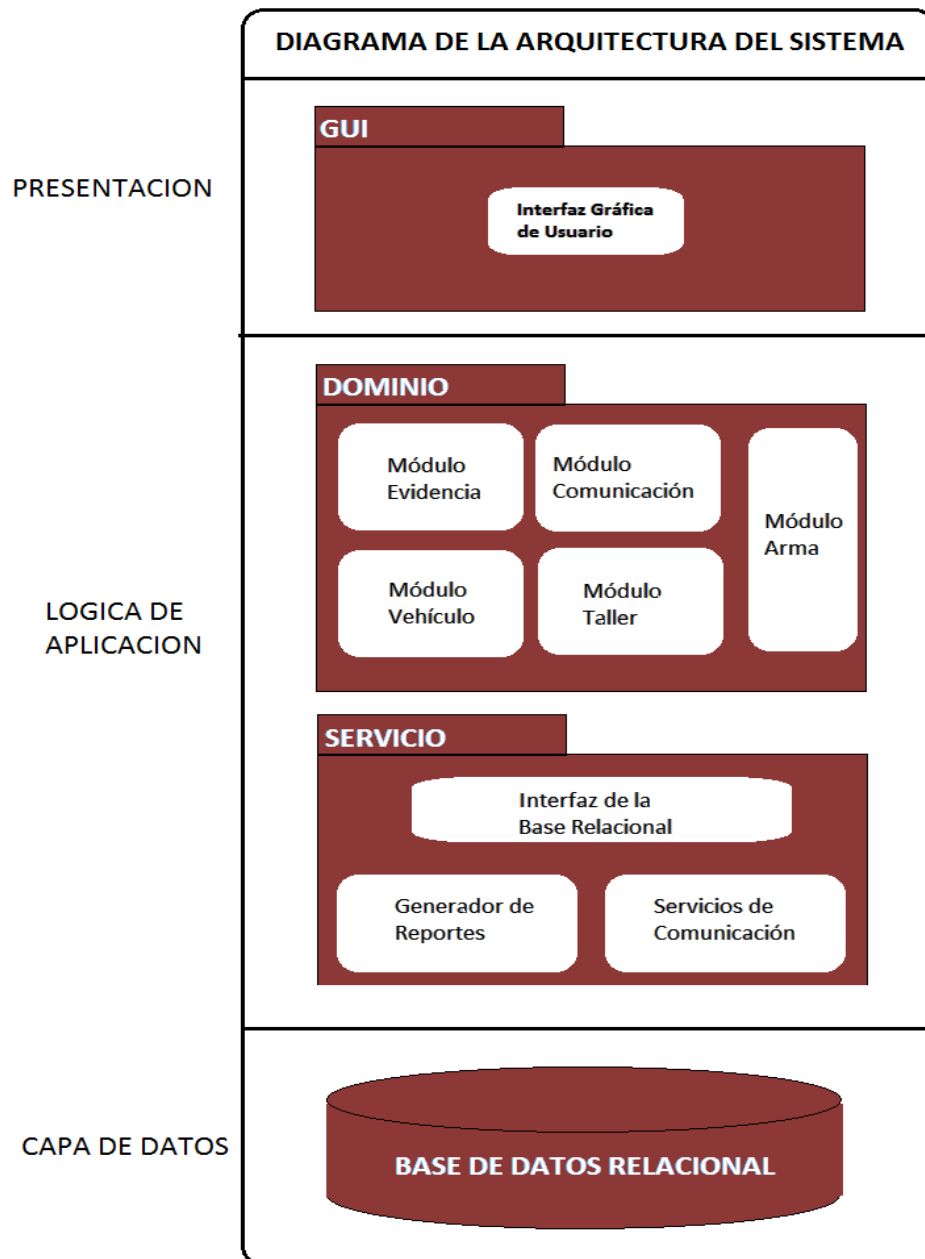 DIAGRAMA DE LA ARQUITECTURA DEL SISTEMA
PRESENTACION
GUI
Interfaz Gráfica
de Usuario
LOGICA DE
APLICACION
DOMINIO
Módulo
Evidencia
Módulo
Comunicación
Módulo
Arma
Módulo
Vehículo
Módulo
Taller
SERVICIO
Interfaz de la
Base Relacional
Generador de
Reportes
Servicios de
Comunicación
CAPA DE DATOS
BASE DE DATOS RELACIONAL